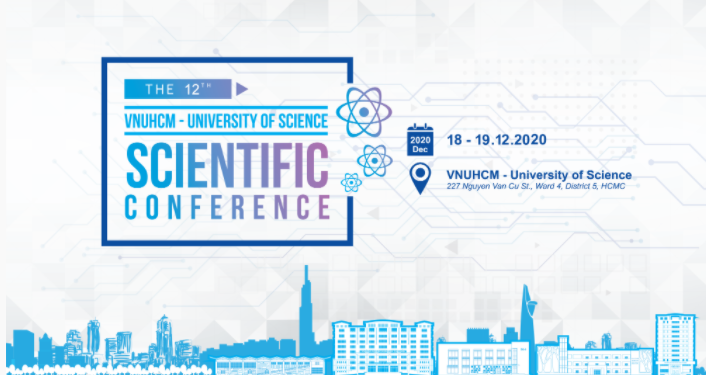 THE 12TH
VNUHCM - UNIVERSITY OF SCIENCE
SCIENTIFIC
CONFERENCE
2020
Dec
18 - 19.12.2020
VNUHCM - University of Science
227 Nguyen Van Cu St., Ward 4, District 5, HCMC